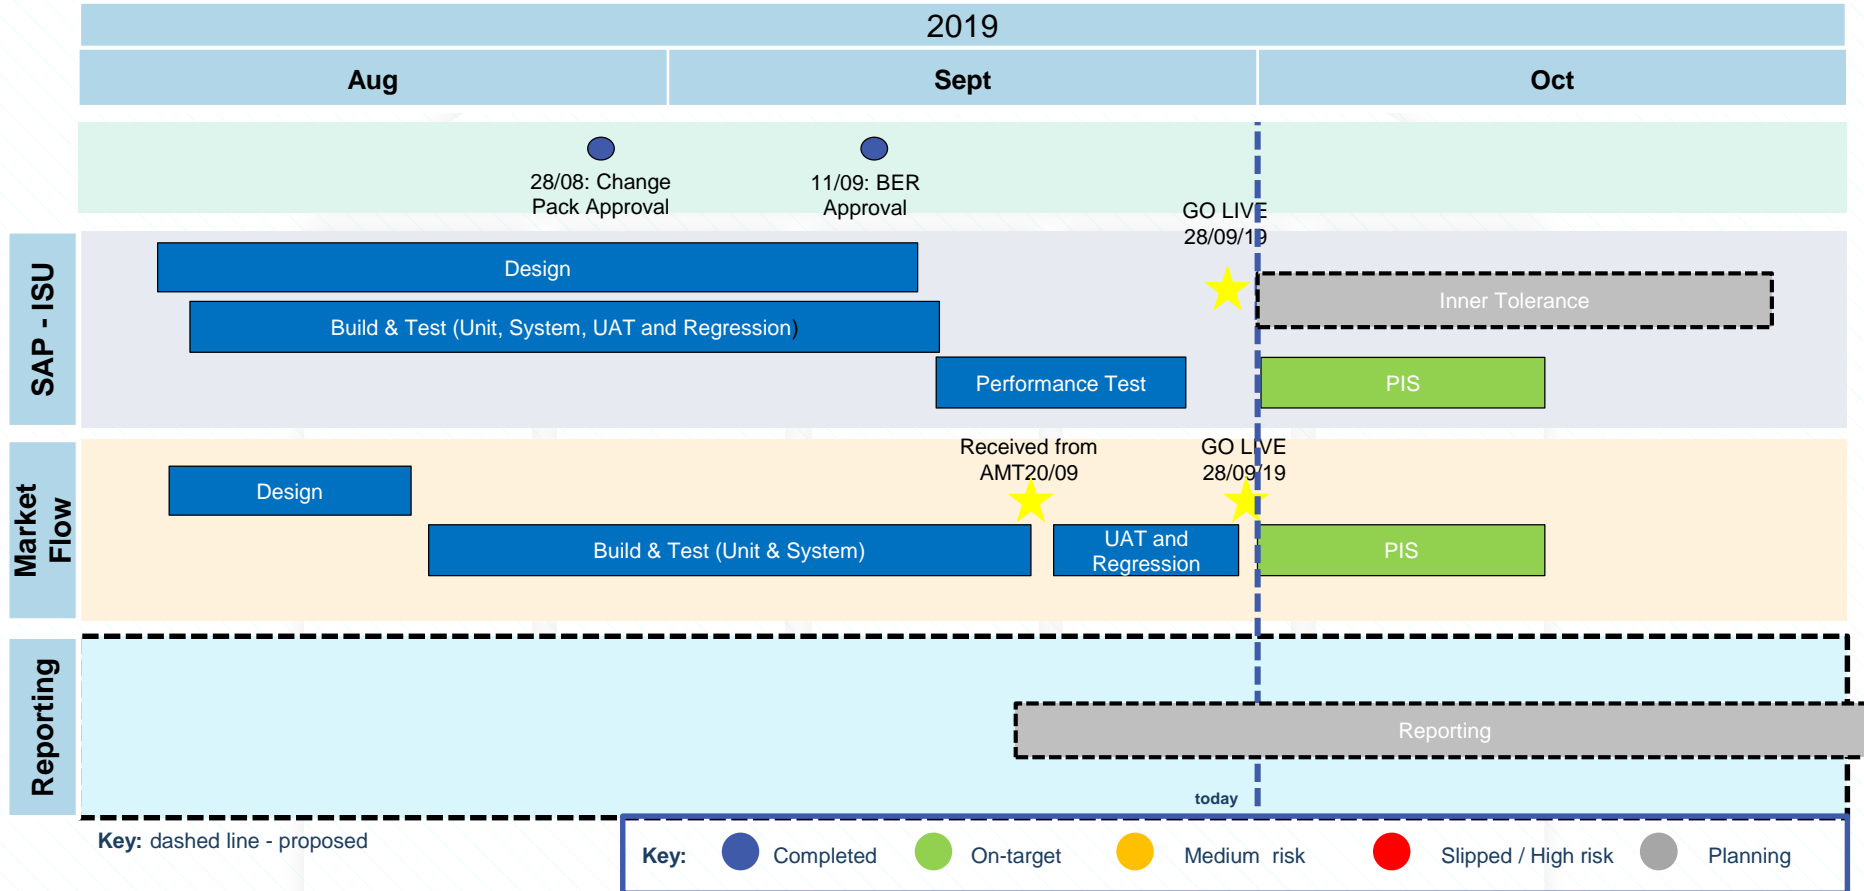 2019
Aug
Sept
Oct
28/08: Change
Pack Approval
11/09: BER
Approval
GO LIVE
28/09/19
SAP - ISU
Design
Build & Test (Unit, System, UAT and Regression)
Inner Tolerance
Performance Test
PIS
Market
Flow
Received from
AMT20/09
GO LIVE
28/09/19
Design
Build & Test (Unit & System)
UAT and
Regression
PIS
Reporting
Reporting
today
Key: dashed line - proposed
Key:
Completed
On-target
Medium risk
Slipped / High risk
Planning